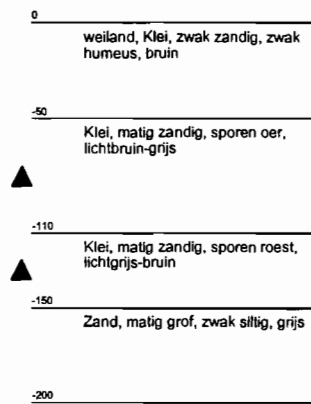 0
weiland, Klei, zwak zandig, zwak
humeus, bruin
-50
Klei, matig zandig, sporen oer,
lichtbruin-grijs
-110
Klei, matig zandig, sporen roest,
lichtgrijs-bruin
-150
Zand, matig grof, zwak siltig, grijs
-200